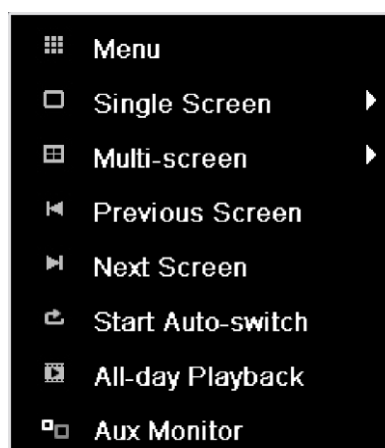 Menu
Single Screen
Multi-screen
Previous Screen
Next Screen
Start Auto-switch
All-day Playback
Aux Monitor